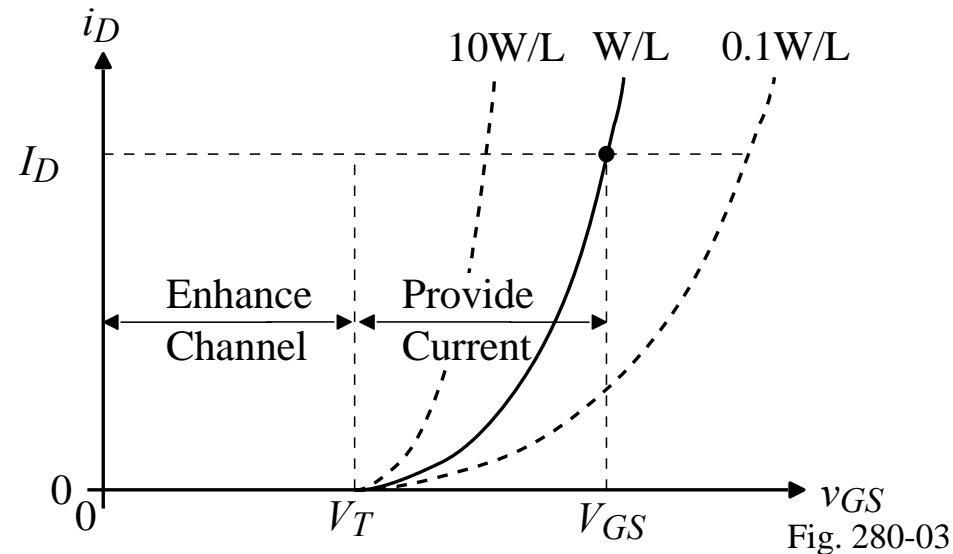 i_D
10W/L W/L 0.1W/L
I_D
Enhance Channel
Provide Current
0
0
V_T
V_GS
v_GS
Fig. 280-03